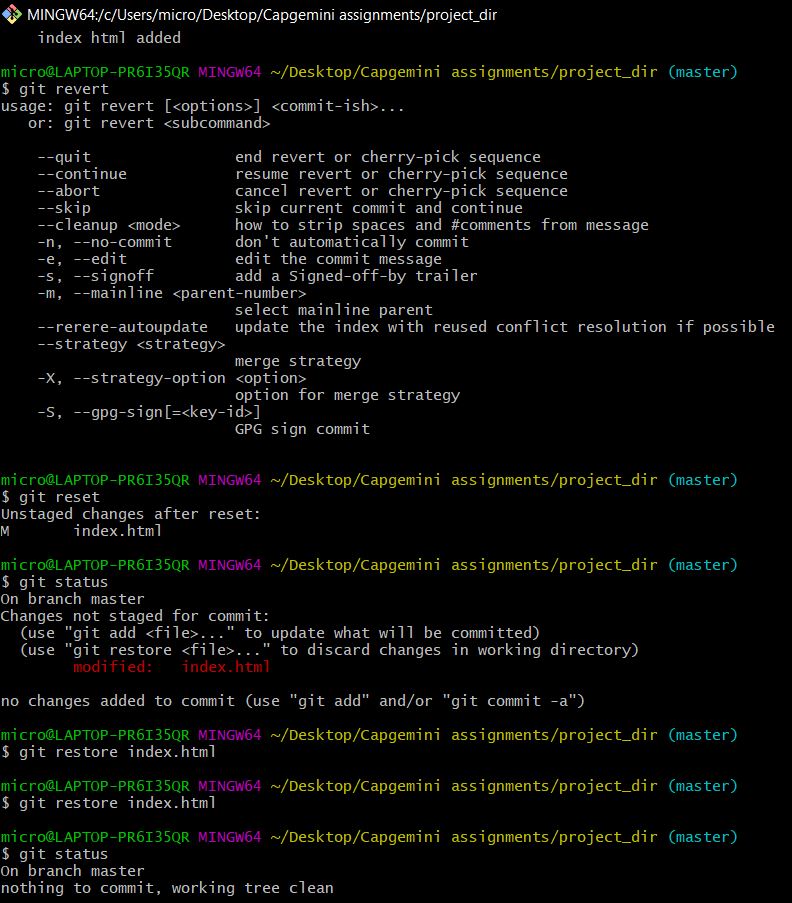 MINGW64:/c/Users/micro/Desktop/Capgemini assignments/project_dir
    index html added

micro@LAPTOP-PR6I35QR MINGW64 ~/Desktop/Capgemini assignments/project_dir (master)
$ git revert
usage: git revert [<options>] <commit-ish>...
   or: git revert <subcommand>

    --quit                end revert or cherry-pick sequence
    --continue            resume revert or cherry-pick sequence
    --abort               cancel revert or cherry-pick sequence
    --skip                skip current commit and continue
    --cleanup <mode>      how to strip spaces and #comments from message
    -n, --no-commit       don't automatically commit
    -e, --edit            edit the commit message
    -s, --signoff         add a Signed-off-by trailer
    -m, --mainline <parent-number>
                          select mainline parent
    --rerere-autoupdate   update the index with reused conflict resolution if possible
    --strategy <strategy>
                          merge strategy
    -X, --strategy-option <option>
                          option for merge strategy
    -S, --gpg-sign[=<key-id>]
                          GPG sign commit

micro@LAPTOP-PR6I35QR MINGW64 ~/Desktop/Capgemini assignments/project_dir (master)
$ git reset
Unstaged changes after reset:
M       index.html

micro@LAPTOP-PR6I35QR MINGW64 ~/Desktop/Capgemini assignments/project_dir (master)
$ git status
On branch master
Changes not staged for commit:
  (use "git add <file>..." to update what will be committed)
  (use "git restore <file>..." to discard changes in working directory)
        modified:   index.html

no changes added to commit (use "git add" and/or "git commit -a")

micro@LAPTOP-PR6I35QR MINGW64 ~/Desktop/Capgemini assignments/project_dir (master)
$ git restore index.html

micro@LAPTOP-PR6I35QR MINGW64 ~/Desktop/Capgemini assignments/project_dir (master)
$ git restore index.html

micro@LAPTOP-PR6I35QR MINGW64 ~/Desktop/Capgemini assignments/project_dir (master)
$ git status
On branch master
nothing to commit, working tree clean